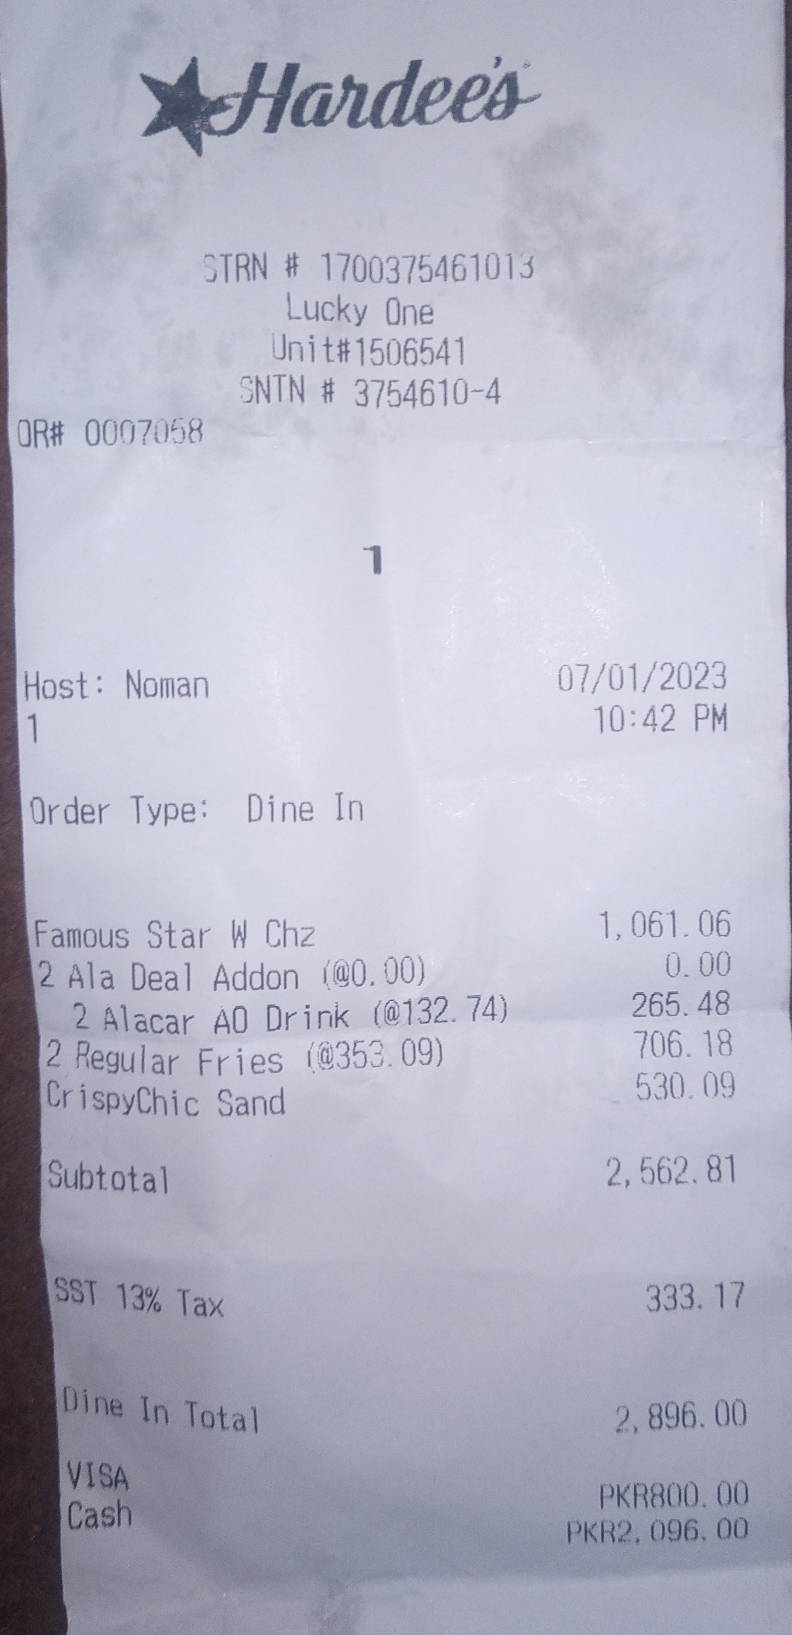 Hardee's
STRN # 1700375461013
Lucky One
Unit#1506541
SNTN # 3754610-4
OR# 0007058
1
Host: Noman 07/01/2023
1 10:42 PM
Order Type: Dine In
Famous Star W Chz 1,061.06
2 Ala Deal Addon (@0.00) 0.00
2 Alacar AO Drink (@132.74) 265.48
2 Regular Fries (@353.09) 706.18
CrispyChic Sand 530.09
Subtotal 2,562.81
SST 13% Tax 333.17
Dine In Total 2,896.00
VISA PKR800.00
Cash PKR2,096.00